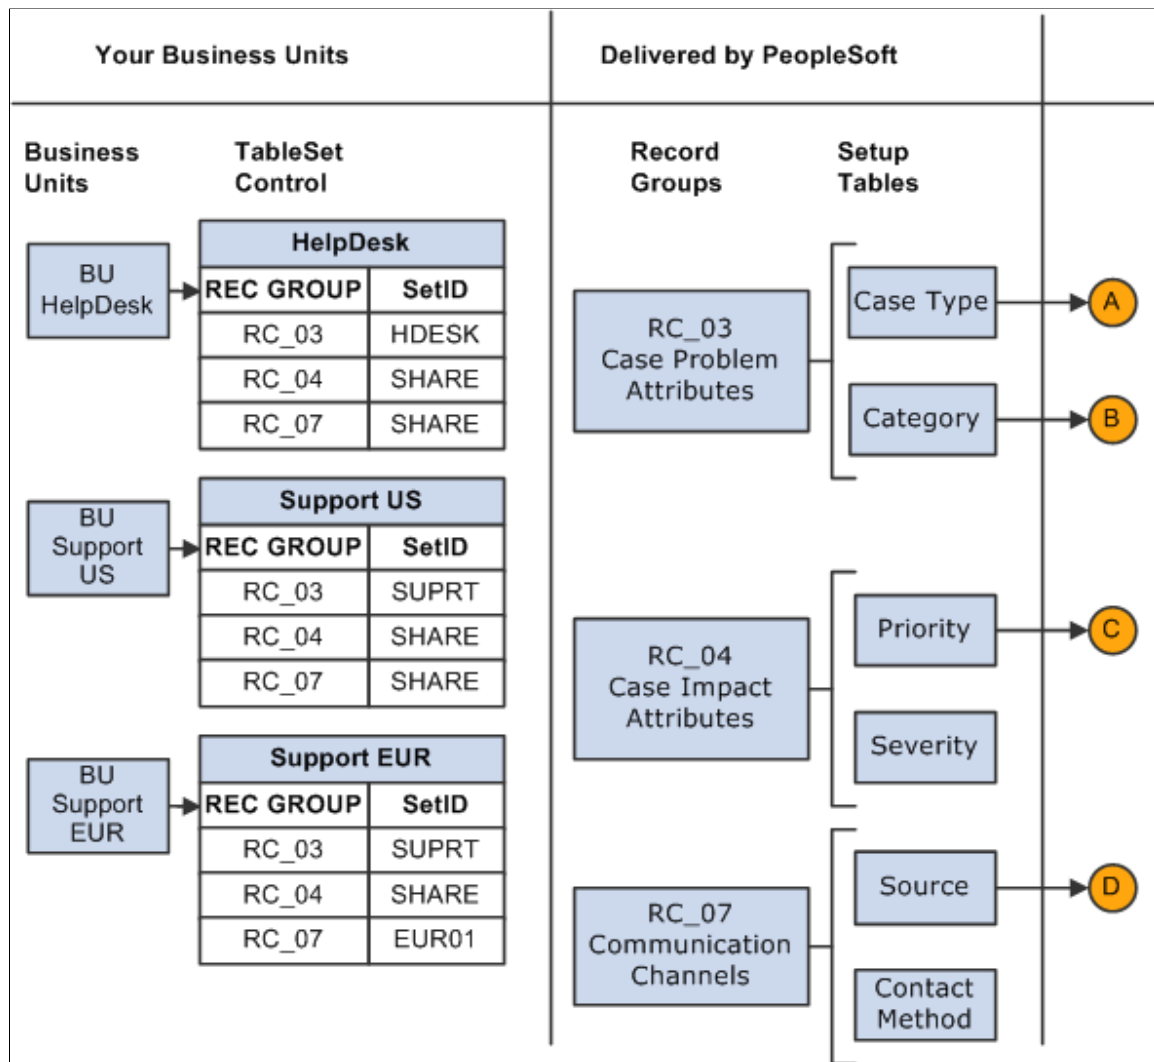 Your Business Units
Delivered by PeopleSoft
Business
Units
TableSet
Control
Record
Groups
Setup
Tables
BU
HelpDesk
HelpDesk
REC GROUP SetID
RC_03 HDESK
RC_04 SHARE
RC_07 SHARE
BU
Support
US
Support US
REC GROUP SetID
RC_03 SUPRT
RC_04 SHARE
RC_07 SHARE
BU
Support
EUR
Support EUR
REC GROUP SetID
RC_03 SUPRT
RC_04 SHARE
RC_07 EUR01
RC_03
Case Problem
Attributes
Case Type
A
Category
B
RC_04
Case Impact
Attributes
Priority
C
Severity
RC_07
Communication
Channels
Source
D
Contact
Method